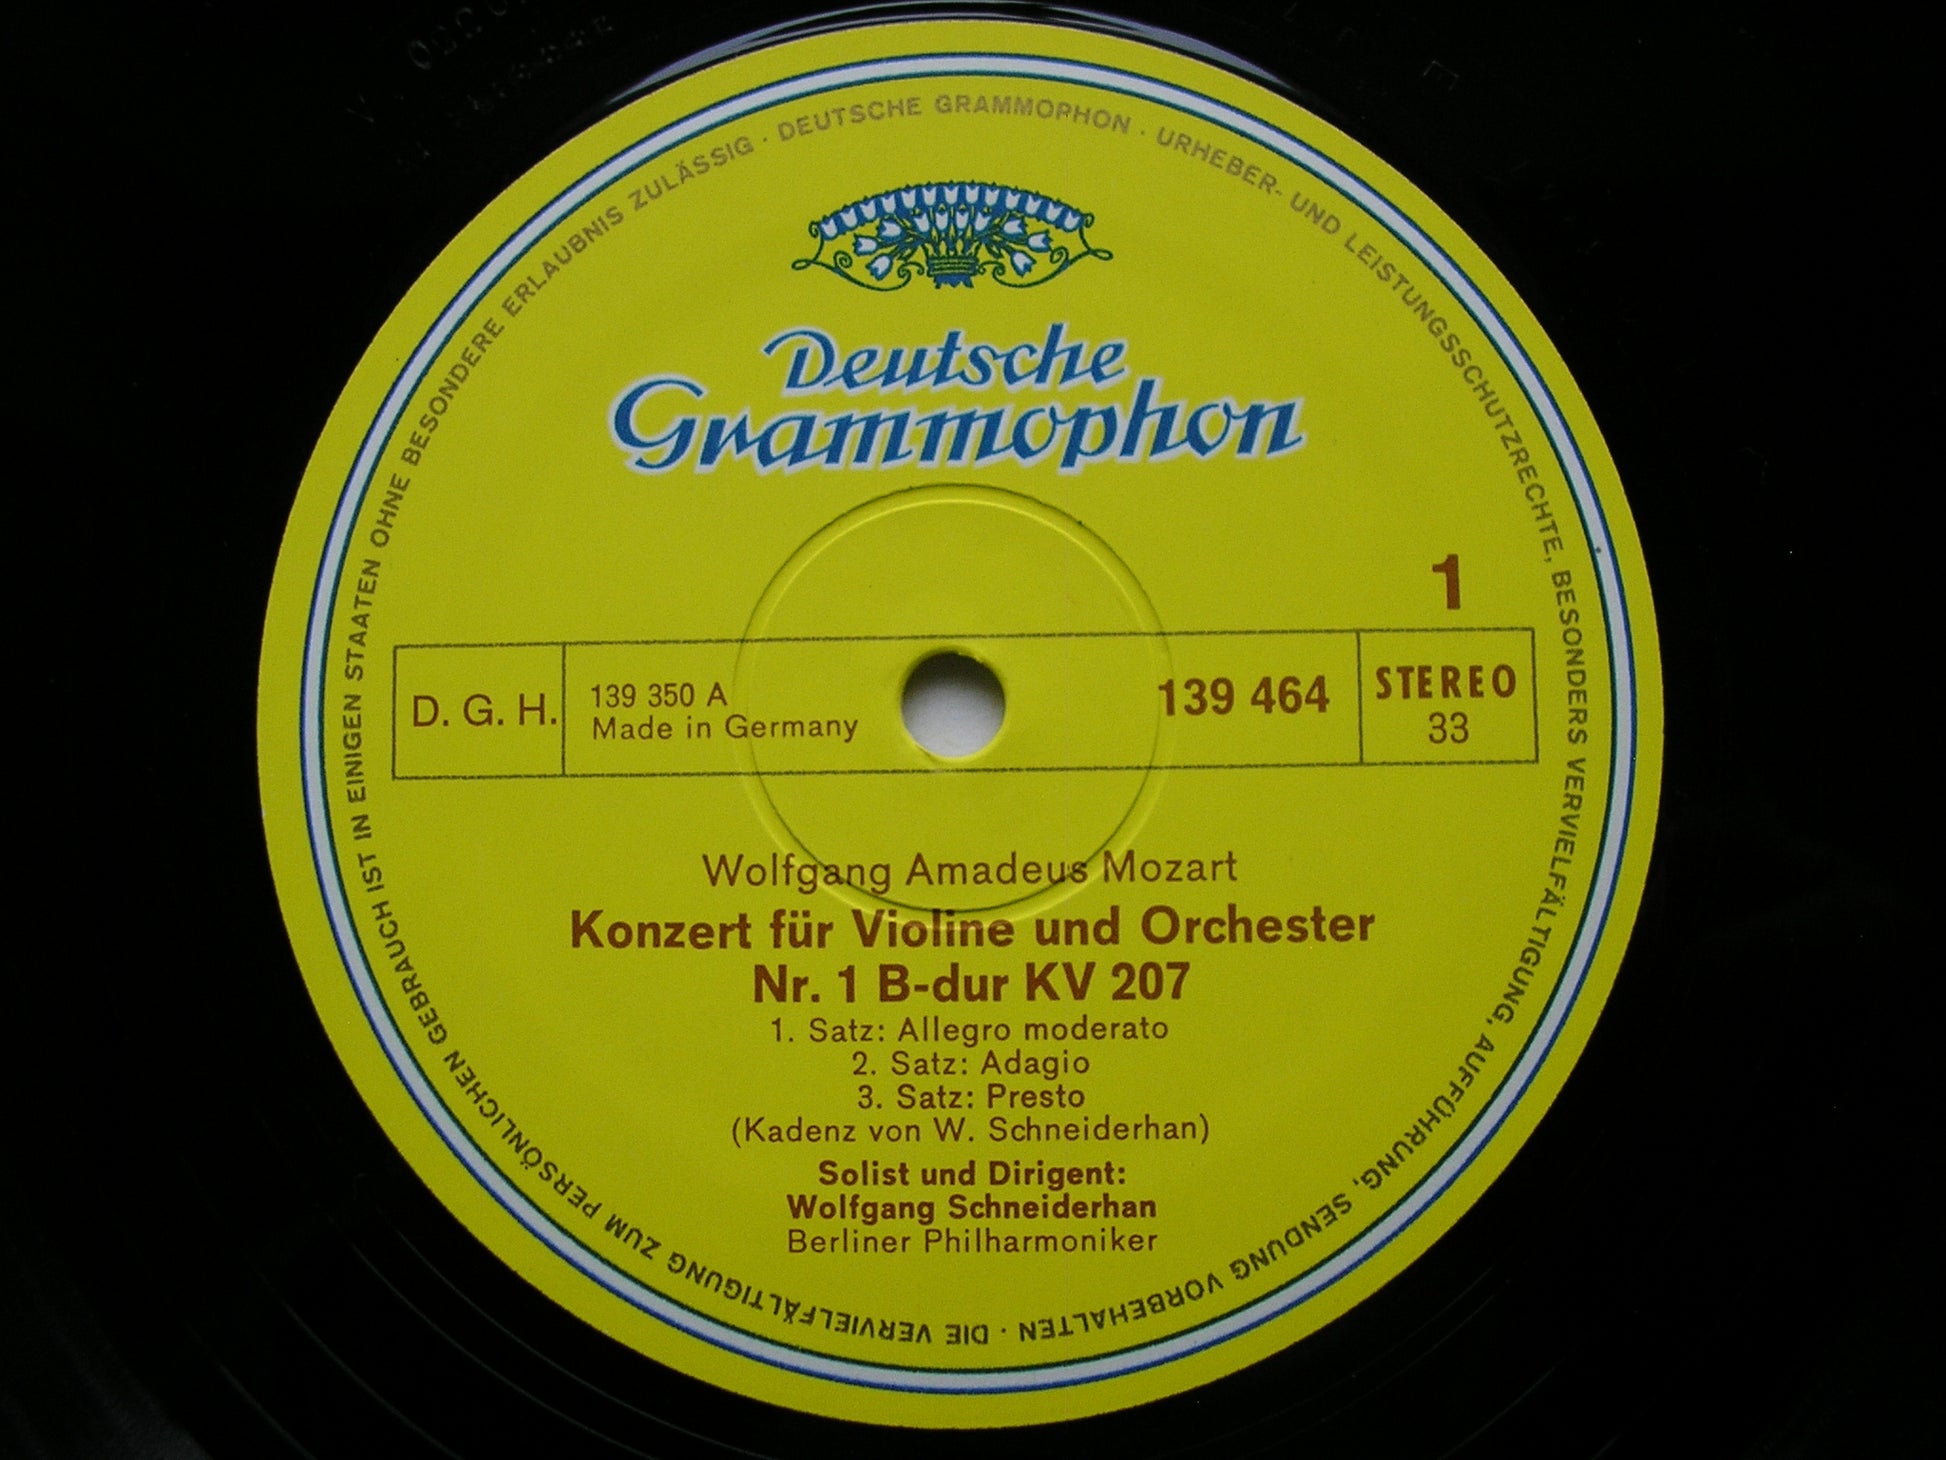 DEUTSCHE GRAMMOPHON · URHEBER- UND LEISTUNGSSCHUTZRECHTE, BESONDERS VERVIELFÄLTIGUNG, AUFFÜHRUNG, SENDUNG VORBEHALTEN · DIE VERVIELFÄLTIGUNG ZUM PERSÖNLICHEN GEBRAUCH IST IN EINIGEN STAATEN OHNE BESONDERE ERLAUBNIS ZULÄSSIG ·
Deutsche
Grammophon
1
D. G. H.
139 350 A
Made in Germany
139 464
STEREO
33
Wolfgang Amadeus Mozart
Konzert für Violine und Orchester
Nr. 1 B-dur KV 207
1. Satz: Allegro moderato
2. Satz: Adagio
3. Satz: Presto
(Kadenz von W. Schneiderhan)
Solist und Dirigent:
Wolfgang Schneiderhan
Berliner Philharmoniker